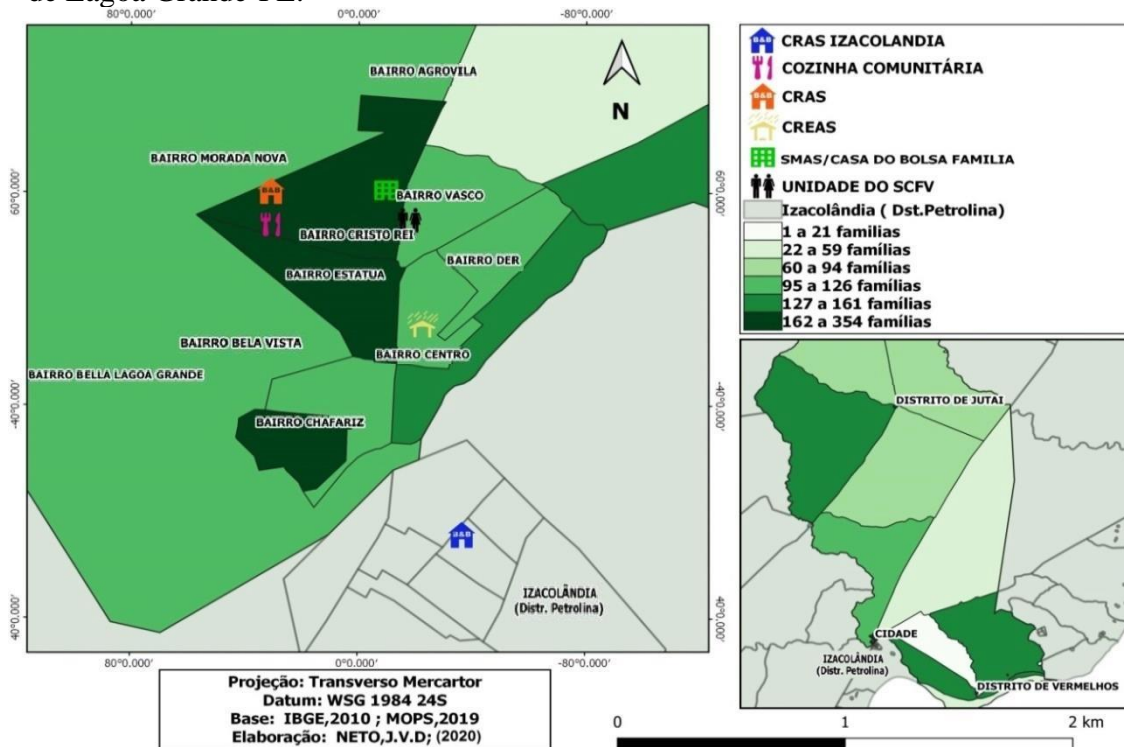 de Lagoa Grande-PE.
80°0.000' 0°0.000' -80°0.000'
BAIRRO AGROVILA
N
BAIRRO MORADA NOVA
BAIRRO VASCO
BAIRRO CRISTO REI
BAIRRO DER
BAIRRO ESTATUA
BAIRRO BELA VISTA
BAIRRO CENTRO
BAIRRO BELLA LAGOA GRANDE
BAIRRO CHAFARIZ
IZACOLÂNDIA
(Distr. Petrolina)
60°0.000'
-40°0.000'
40°0.000'
60°0.000'
-40°0.000'
40°0.000'
80°0.000' 0°0.000' -80°0.000'
B&B CRAS IZACOLANDIA
COZINHA COMUNITÁRIA
B&B CRAS
CREAS
SMAS/CASA DO BOLSA FAMILIA
UNIDADE DO SCFV
Izacolândia ( Dst.Petrolina)
1 a 21 familias
22 a 59 famílias
60 a 94 famílias
95 a 126 famílias
127 a 161 famílias
162 a 354 famílias
DISTRITO DE JUTAI
CIDADE
IZACOLÂNDIA
(Distr. Petrolina)
DISTRITO DE VERMELHOS
Projeção: Transverso Mercartor
Datum: WSG 1984 24S
Base: IBGE,2010 ; MOPS,2019
Elaboração: NETO,J.V.D; (2020)
0 1 2 km